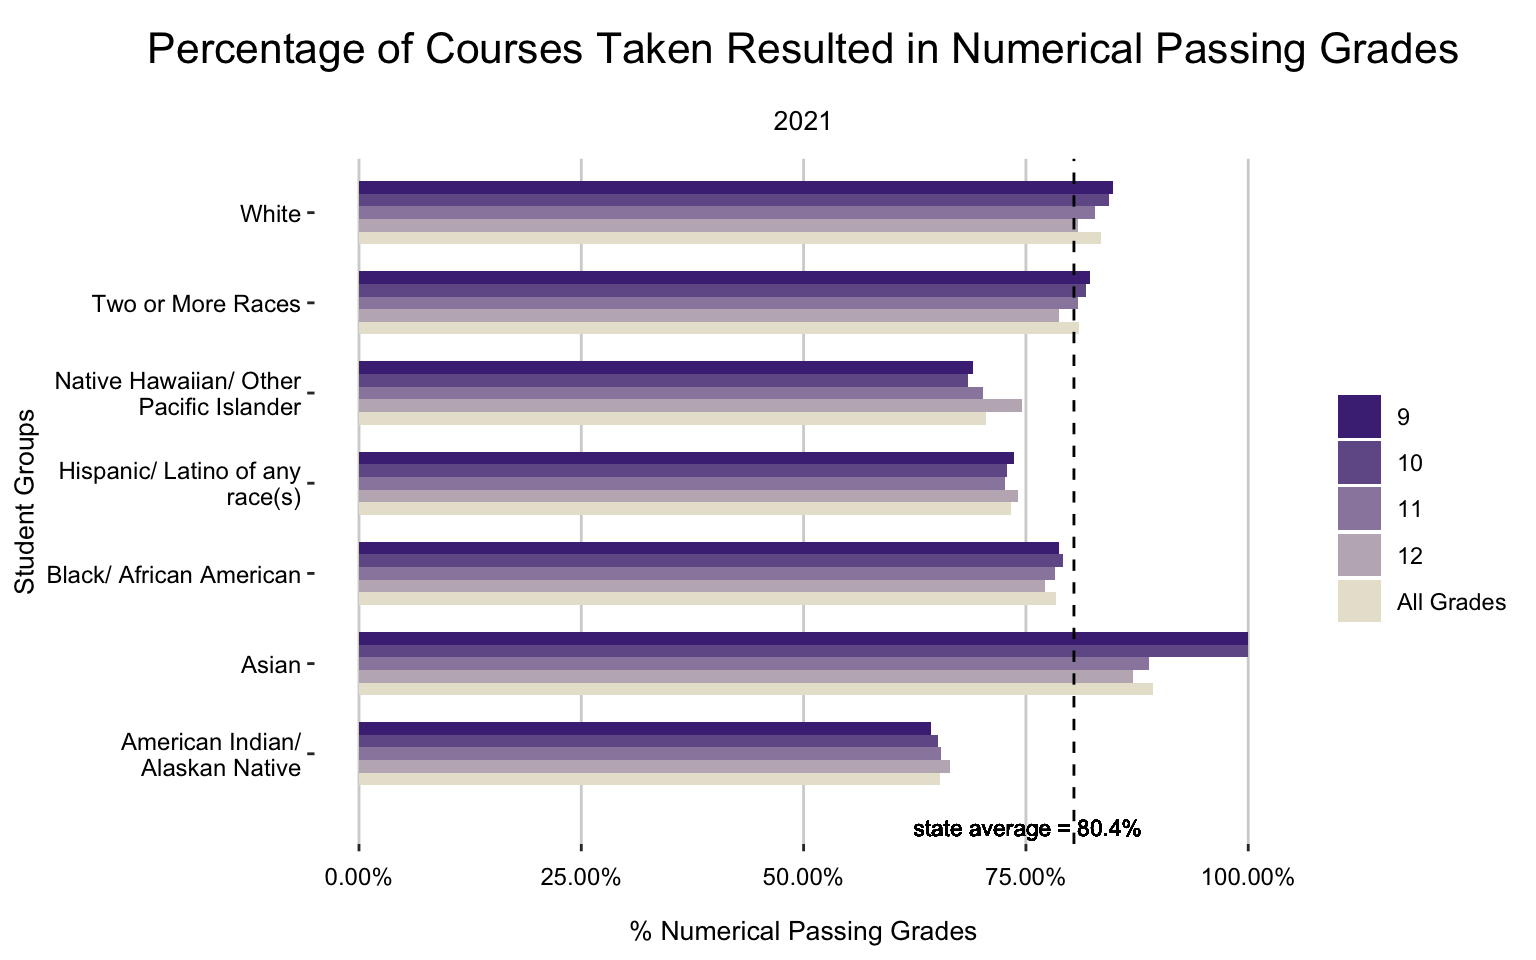 Percentage of Courses Taken Resulted in Numerical Passing Grades
2021
Student Groups
White
Two or More Races
Native Hawaiian/ Other
Pacific Islander
Hispanic/ Latino of any
race(s)
Black/ African American
Asian
American Indian/
Alaskan Native
state average = 80.4%
0.00% 25.00% 50.00% 75.00% 100.00%
% Numerical Passing Grades
9
10
11
12
All Grades